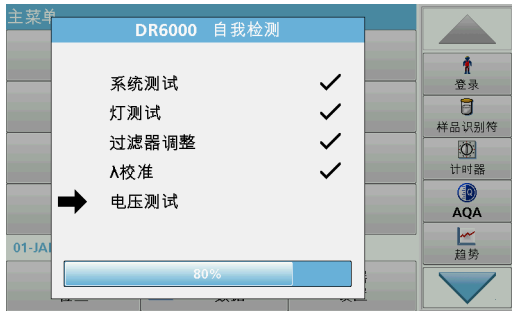 主菜单
DR6000 自我检测
系统测试
灯测试
过滤器调整
λ校准
电压测试
80%
01-JA
登录
样品识别符
计时器
AQA
趋势